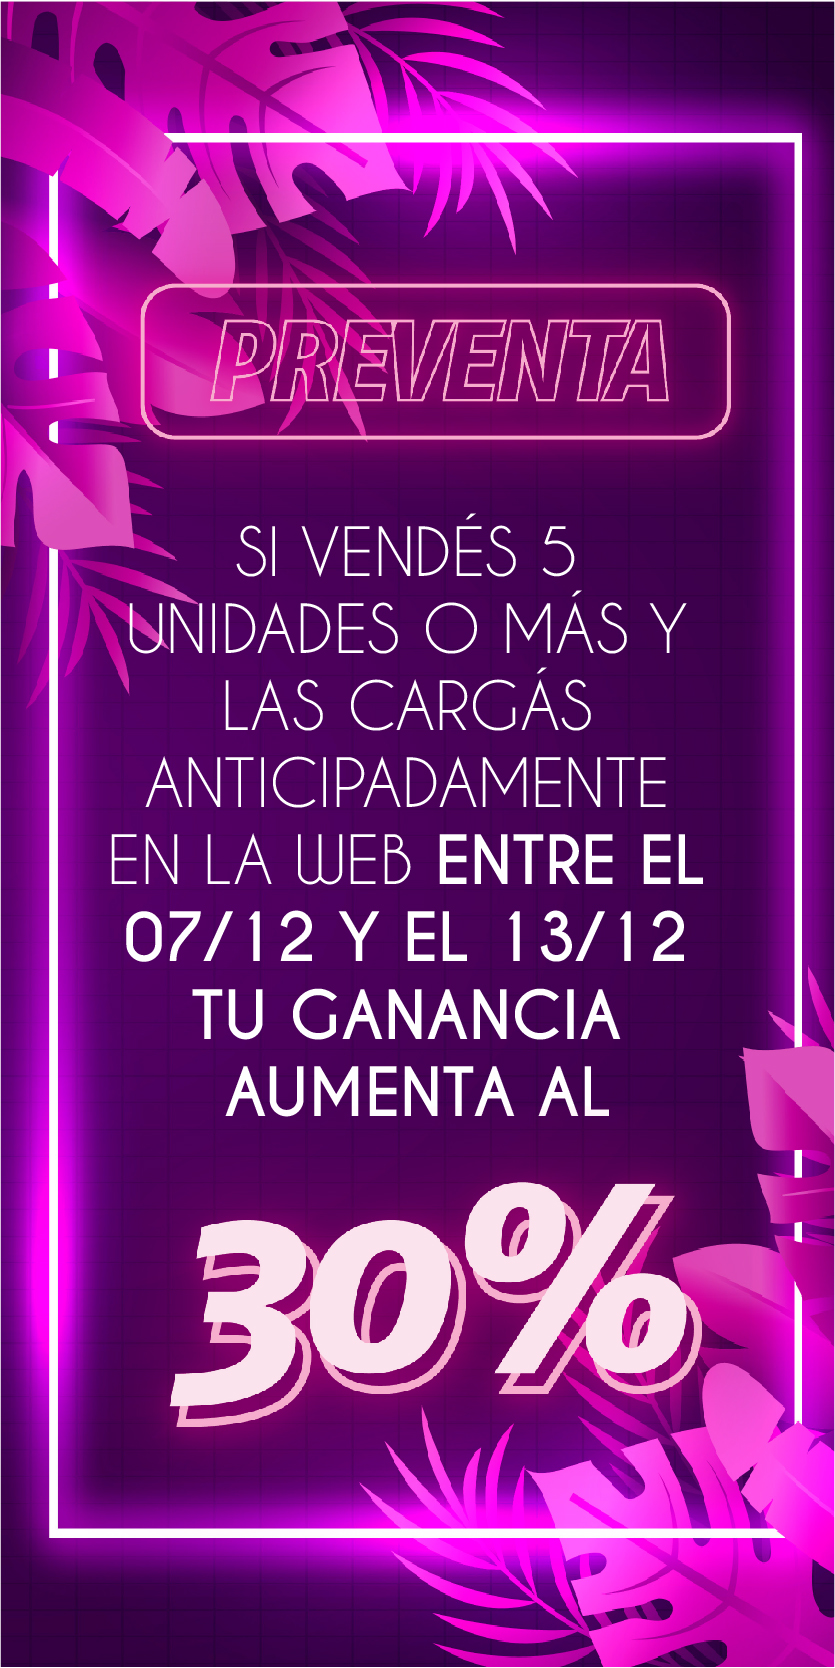 PREVENTA
SI VENDÉS 5
UNIDADES O MÁS Y
LAS CARGÁS
ANTICIPADAMENTE
EN LA WEB ENTRE EL
07/12 Y EL 13/12
TU GANANCIA
AUMENTA AL
30%